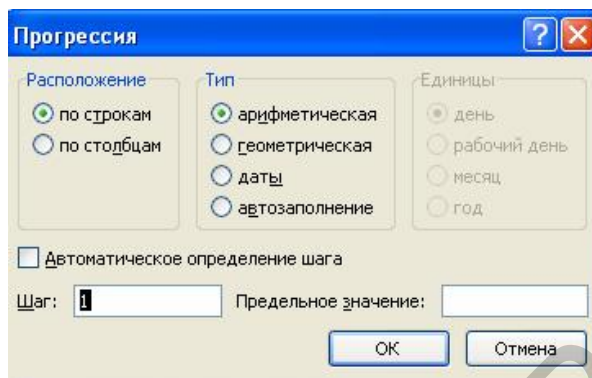 Прогрессия
Расположение
по строкам
по столбцам
Тип
арифметическая
геометрическая
даты
автозаполнение
Единицы
день
рабочий день
месяц
год
Автоматическое определение шага
Шаг: 1 Предельное значение:
ОК Отмена